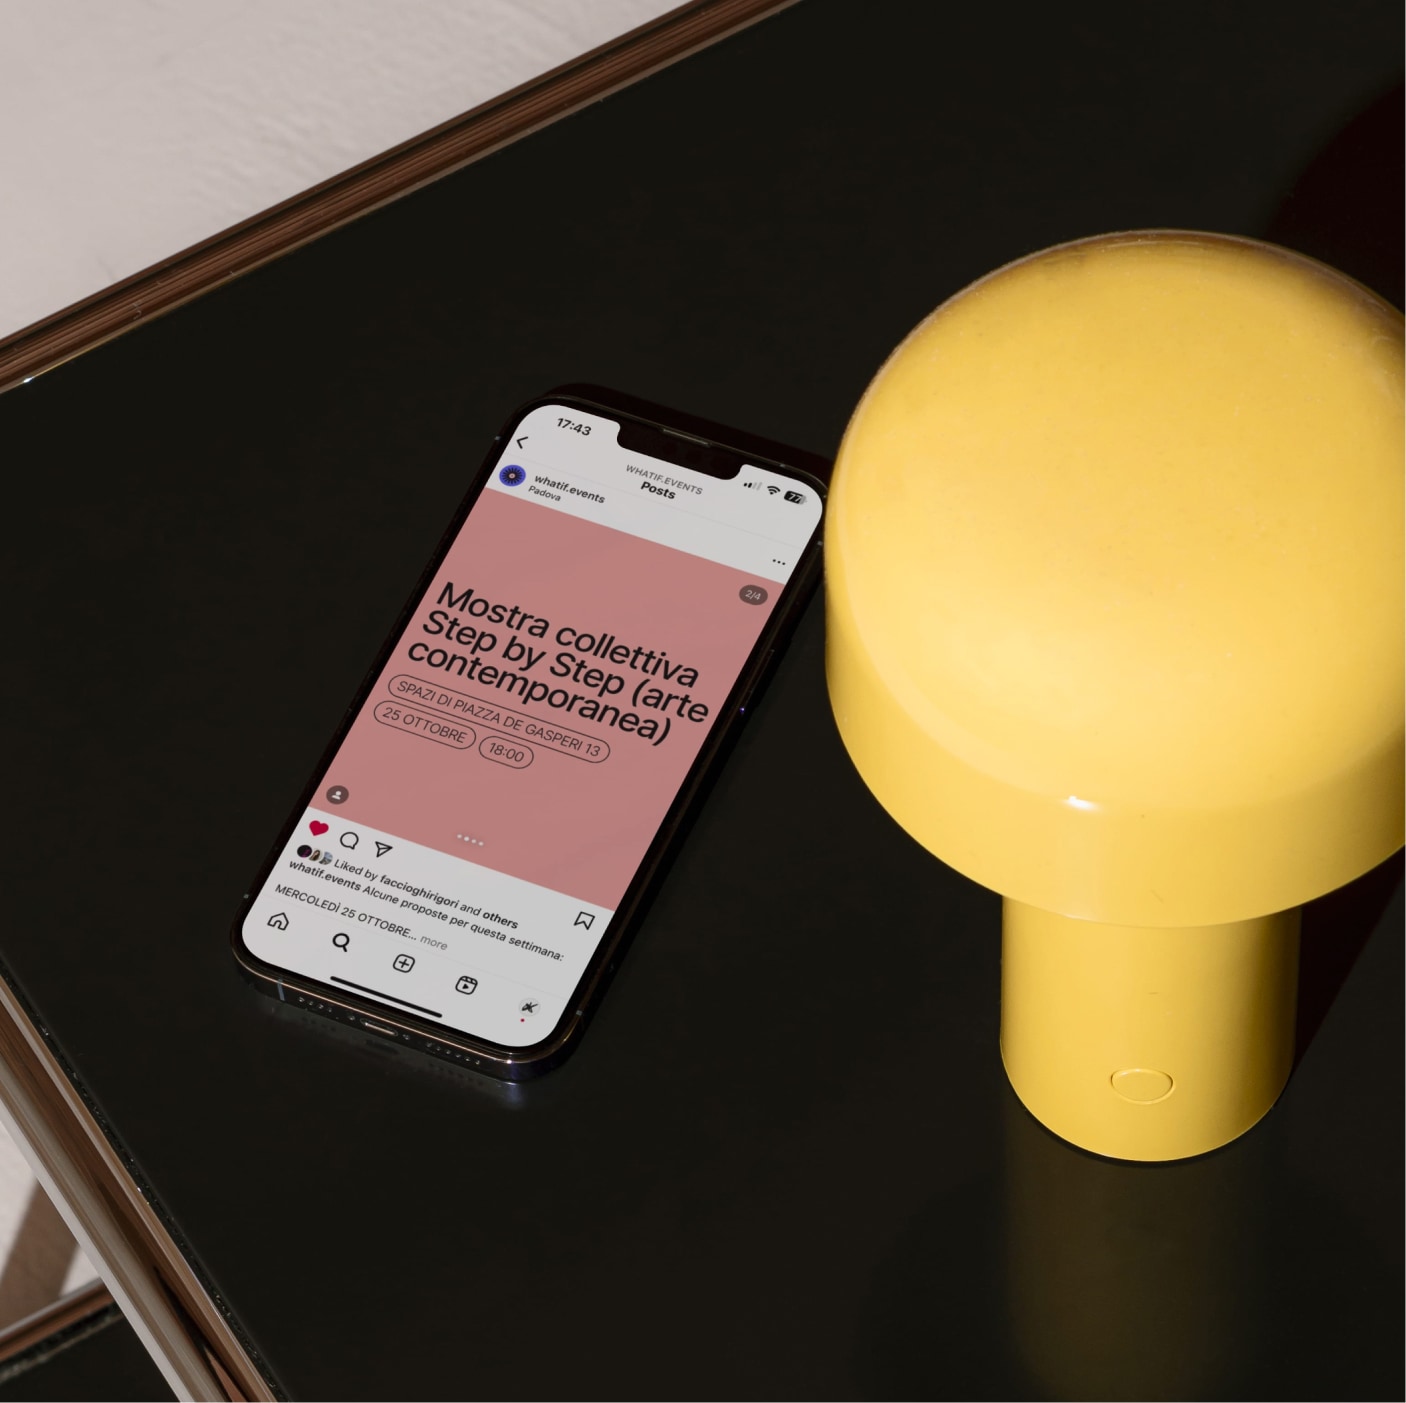 17:43
77
WHATIF.EVENTS
Posts
whatif.events
Padova
2/4
Mostra collettiva
Step by Step (arte
contemporanea)
SPAZI DI PIAZZA DE GASPERI 13
25 OTTOBRE
18:00
Liked by faccioghirigori and others
whatif.events Alcune proposte per questa settimana:
MERCOLEDÌ 25 OTTOBRE... more